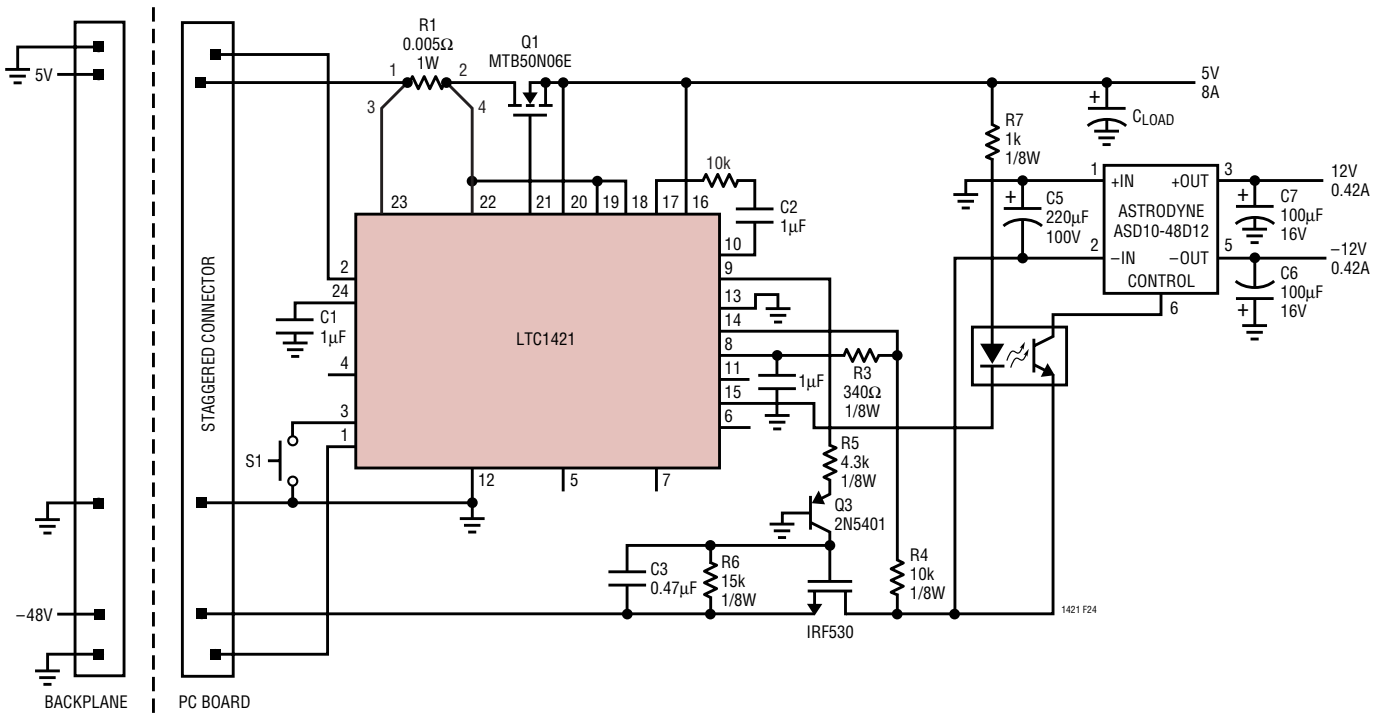 R1
0.005Ω
1W
Q1
MTB50N06E
1
2
3
4
5V
5V
8A
+
CLOAD
R7
1k
1/8W
10k
C2
1µF
23
22
21
20
19
18
17
16
2
24
4
3
1
C1
1µF
LTC1421
10
9
13
14
8
11
15
6
12
5
7
S1
1µF
R3
340Ω
1/8W
R5
4.3k
1/8W
Q3
2N5401
C3
0.47µF
R6
15k
1/8W
R4
10k
1/8W
IRF530
+
C5
220µF
100V
1
2
+IN
+OUT
ASTRODYNE
ASD10-48D12
–IN
–OUT
CONTROL
3
5
6
12V
0.42A
+
C7
100µF
16V
–12V
0.42A
C6
100µF
16V
+
STAGGERED CONNECTOR
–48V
BACKPLANE
PC BOARD
1421 F24